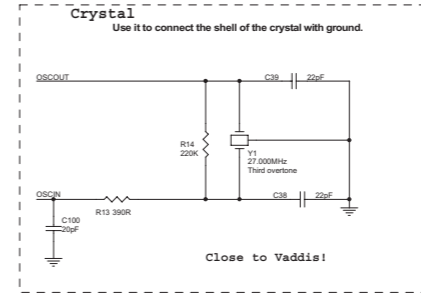 Crystal
Use it to connect the shell of the crystal with ground.
C39 22pF
OSCOUT
R14
220K
Y1
27.000MHz
Third overtone
OSCIN
C38 22pF
R13 390R
C100
20pF
Close to Vaddis!